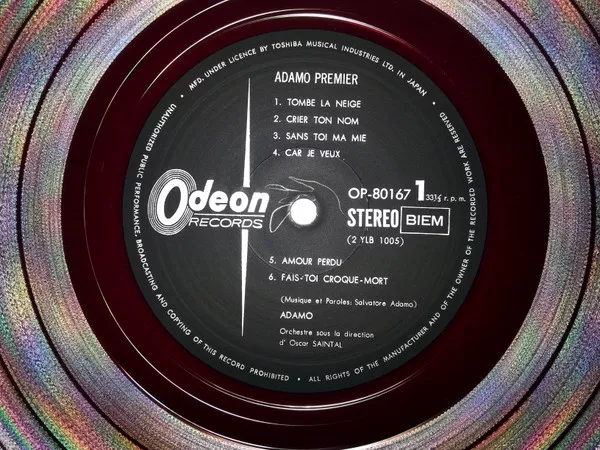 • MFD. UNDER LICENCE BY TOSHIBA MUSICAL INDUSTRIES LTD. IN JAPAN •
ADAMO PREMIER
1. TOMBE LA NEIGE
2. CRIER TON NOM
3. SANS TOI MA MIE
4. CAR JE VEUX
Odeon
RECORDS
OP-80167 1 33⅓ r. p. m.
STEREO BIEM
(2 YLB 1005)
5. AMOUR PERDU
6. FAIS-TOI CROQUE-MORT
(Musique et Paroles; Salvatore Adamo)
ADAMO
Orchestre sous la direction
d' Oscar SAINTAL
UNAUTHORIZED PUBLIC PERFORMANCE, BROADCASTING AND COPYING OF THIS RECORD PROHIBITED • ALL RIGHTS OF THE MANUFACTURER AND OF THE OWNER OF THE RECORDED WORK ARE RESERVED